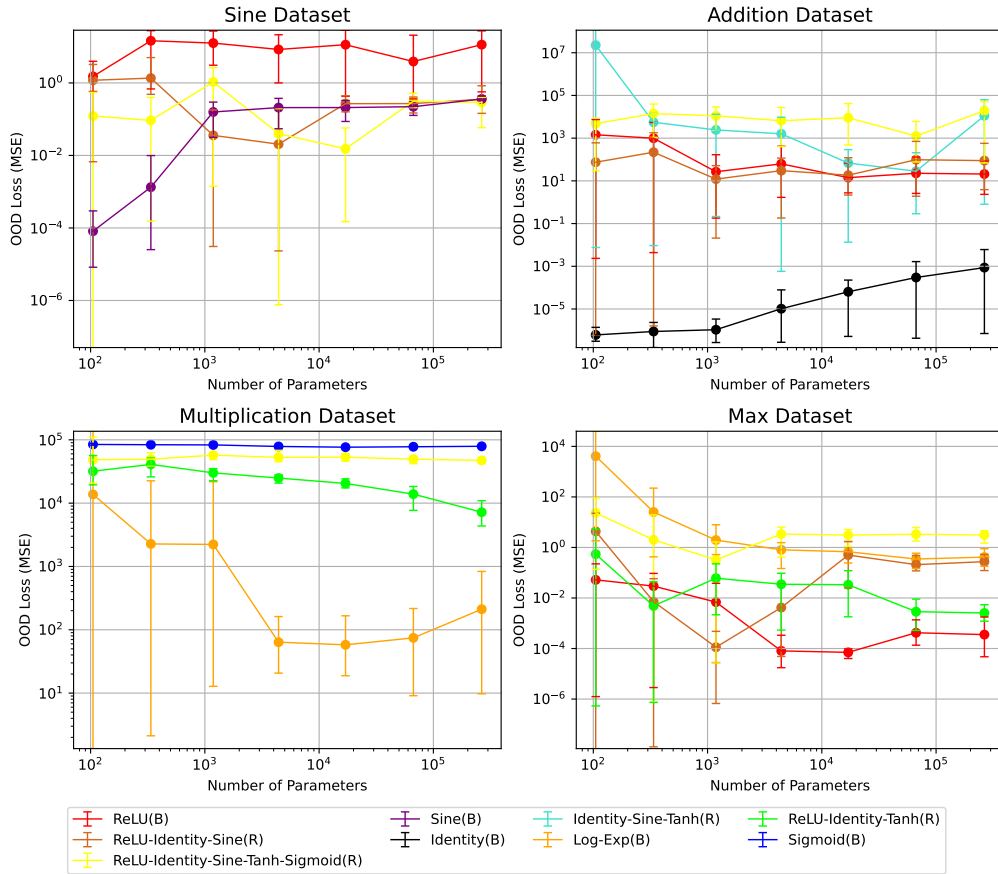 Sine Dataset
OOD Loss (MSE)
10^0
10^-2
10^-4
10^-6
10^2
10^3
10^4
10^5
Number of Parameters
Addition Dataset
OOD Loss (MSE)
10^7
10^5
10^3
10^1
10^-1
10^-3
10^-5
10^2
10^3
10^4
10^5
Number of Parameters
Multiplication Dataset
OOD Loss (MSE)
10^5
10^4
10^3
10^2
10^1
10^2
10^3
10^4
10^5
Number of Parameters
Max Dataset
OOD Loss (MSE)
10^4
10^2
10^0
10^-2
10^-4
10^-6
10^2
10^3
10^4
10^5
Number of Parameters
ReLU(B)
ReLU-Identity-Sine(R)
ReLU-Identity-Sine-Tanh-Sigmoid(R)
Sine(B)
Identity(B)
Identity-Sine-Tanh(R)
Log-Exp(B)
ReLU-Identity-Tanh(R)
Sigmoid(B)